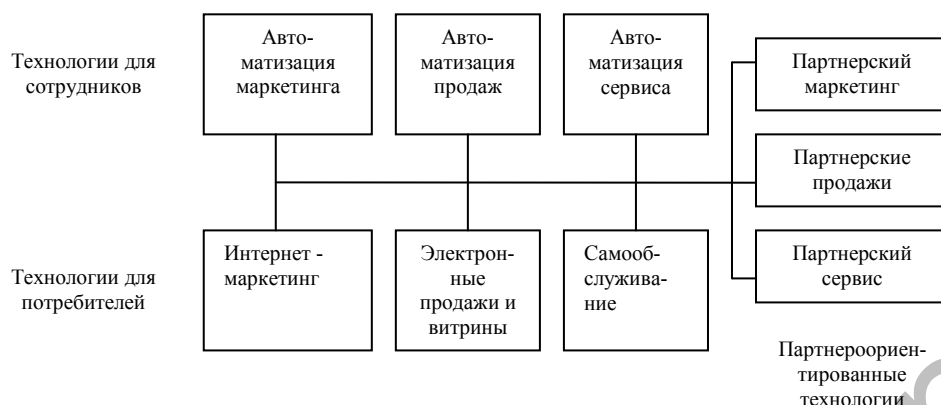 Технологии для
сотрудников
Авто-
матизация
маркетинга
Авто-
матизация
продаж
Авто-
матизация
сервиса
Партнерский
маркетинг
Партнерские
продажи
Технологии для
потребителей
Интернет -
маркетинг
Электрон-
ные
продажи и
витрины
Самооб-
служива-
ние
Партнерский
сервис
Партнероориен-
тированные
технологии